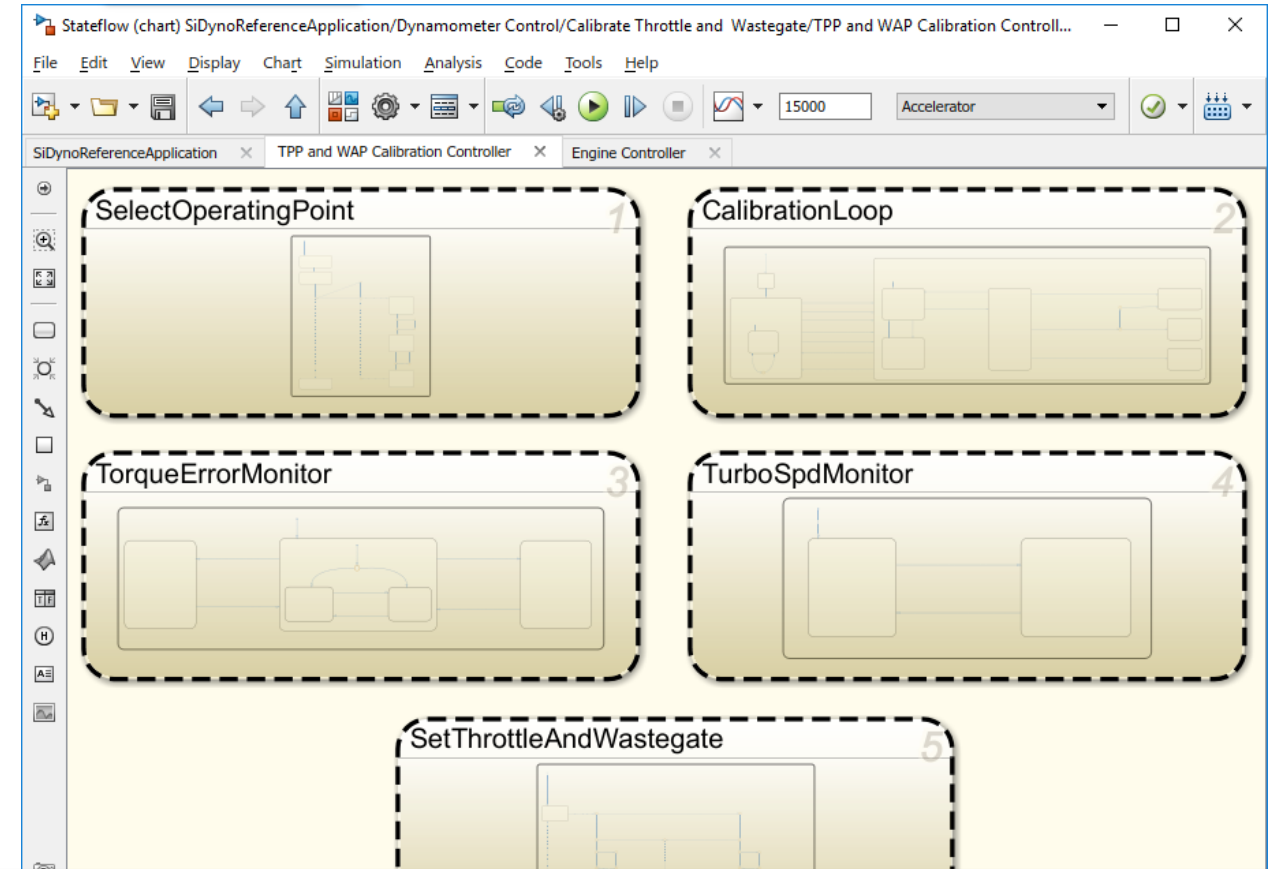 Stateflow (chart) SiDynoReferenceApplication/Dynamometer Control/Calibrate Throttle and  Wastegate/TPP and WAP Calibration Controll...
File Edit View Display Chart Simulation Analysis Code Tools Help
15000 Accelerator
SiDynoReferenceApplication TPP and WAP Calibration Controller Engine Controller
SelectOperatingPoint 1 CalibrationLoop 2
TorqueErrorMonitor 3 TurboSpdMonitor 4
fx
T F
H
A
SetThrottleAndWastegate 5